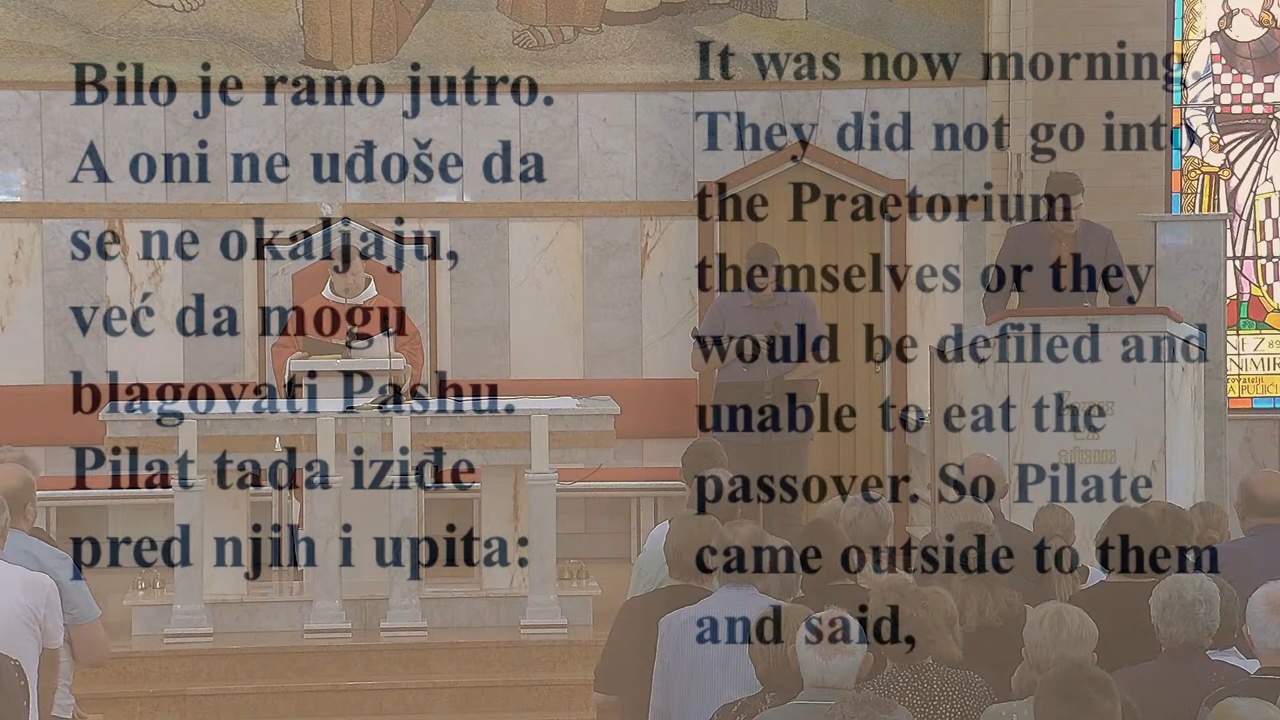 Bilo je rano jutro.
A oni ne uđoše da
se ne okaljaju,
već da mogu
blagovati Pashu.
Pilat tada iziđe
pred njih i upita:
It was now morning.
They did not go into
the Praetorium
themselves or they
would be defiled and
unable to eat the
passover. So Pilate
came outside to them
and said,